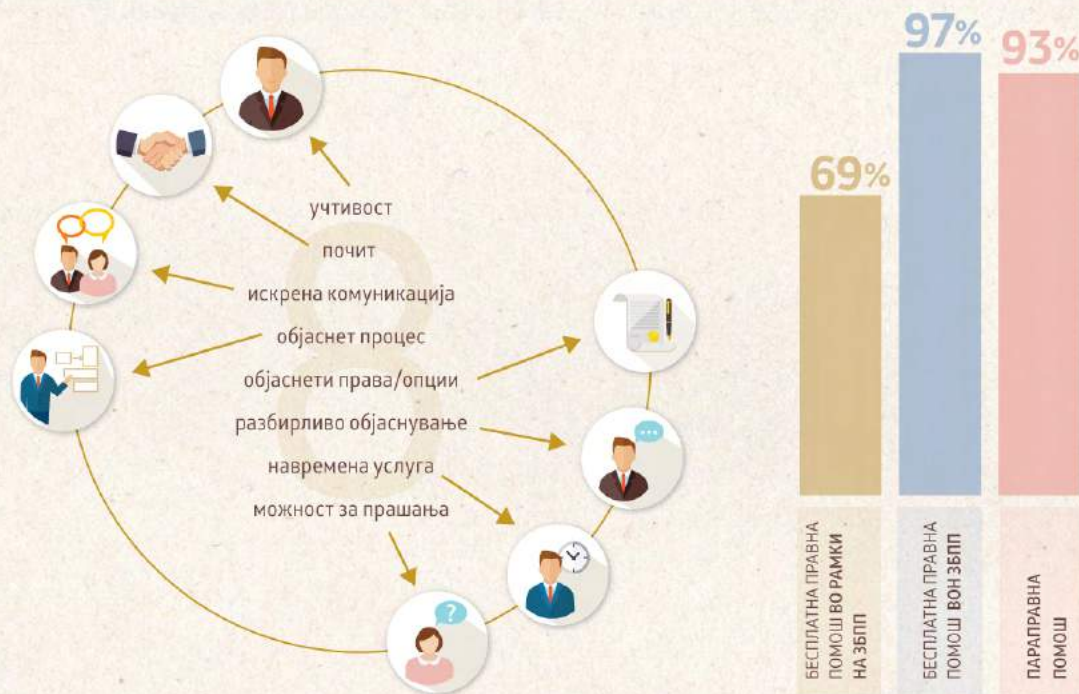 учтивост
почит
искрена комуникација
објаснет процес
објаснети права/опции
разбирливо објаснување
навремена услуга
можност за прашања
8
?
69%
97%
93%
БЕСПЛАТНА ПРАВНА
ПОМОШ ВО РАМКИ
НА ЗБПП
БЕСПЛАТНА ПРАВНА
ПОМОШ ВОН ЗБПП
ПАРАПРАВНА
ПОМОШ